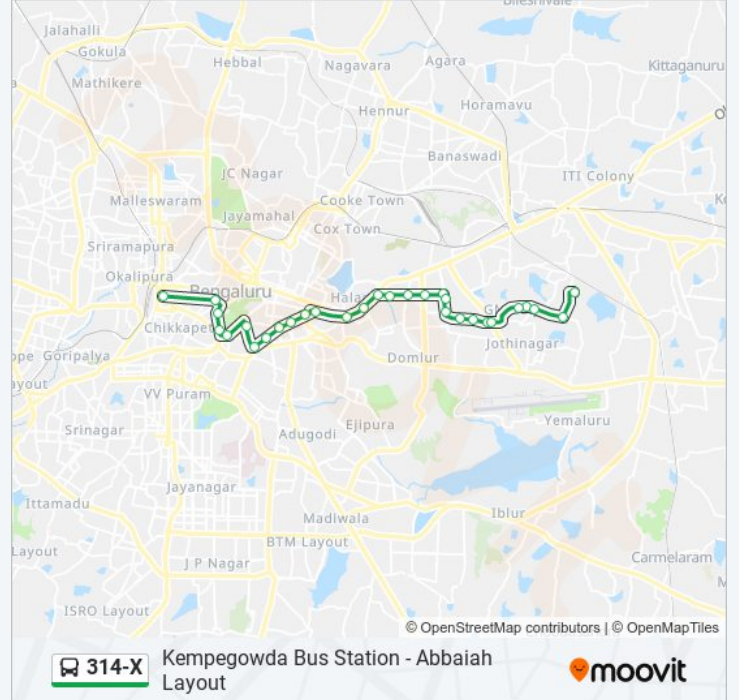 Jalahalli
Gokula
Hebbal
Nagavara
Agara
Kittaganuru
Mathikere
Hennur
Horamavu
Banaswadi
JC Nagar
ITI Colony
Malleswaram
Cooke Town
Jayamahal
Cox Town
Sriramapura
Okalipura
Bengaluru
Hala
Chikkapet
Jothinagar
Goripalya
Domlur
ayout
VV Puram
Yemaluru
Srinagar
Ejipura
Adugodi
Jayanagar
Ittamadu
Iblur
Madlwala
BTM Layout
Layout
Carmelaram
J P Nagar
ISRO Layout
© OpenStreetMap contributors | © OpenMapTiles
314-X
Kempegowda Bus Station - Abbaiah
Layout
moovit